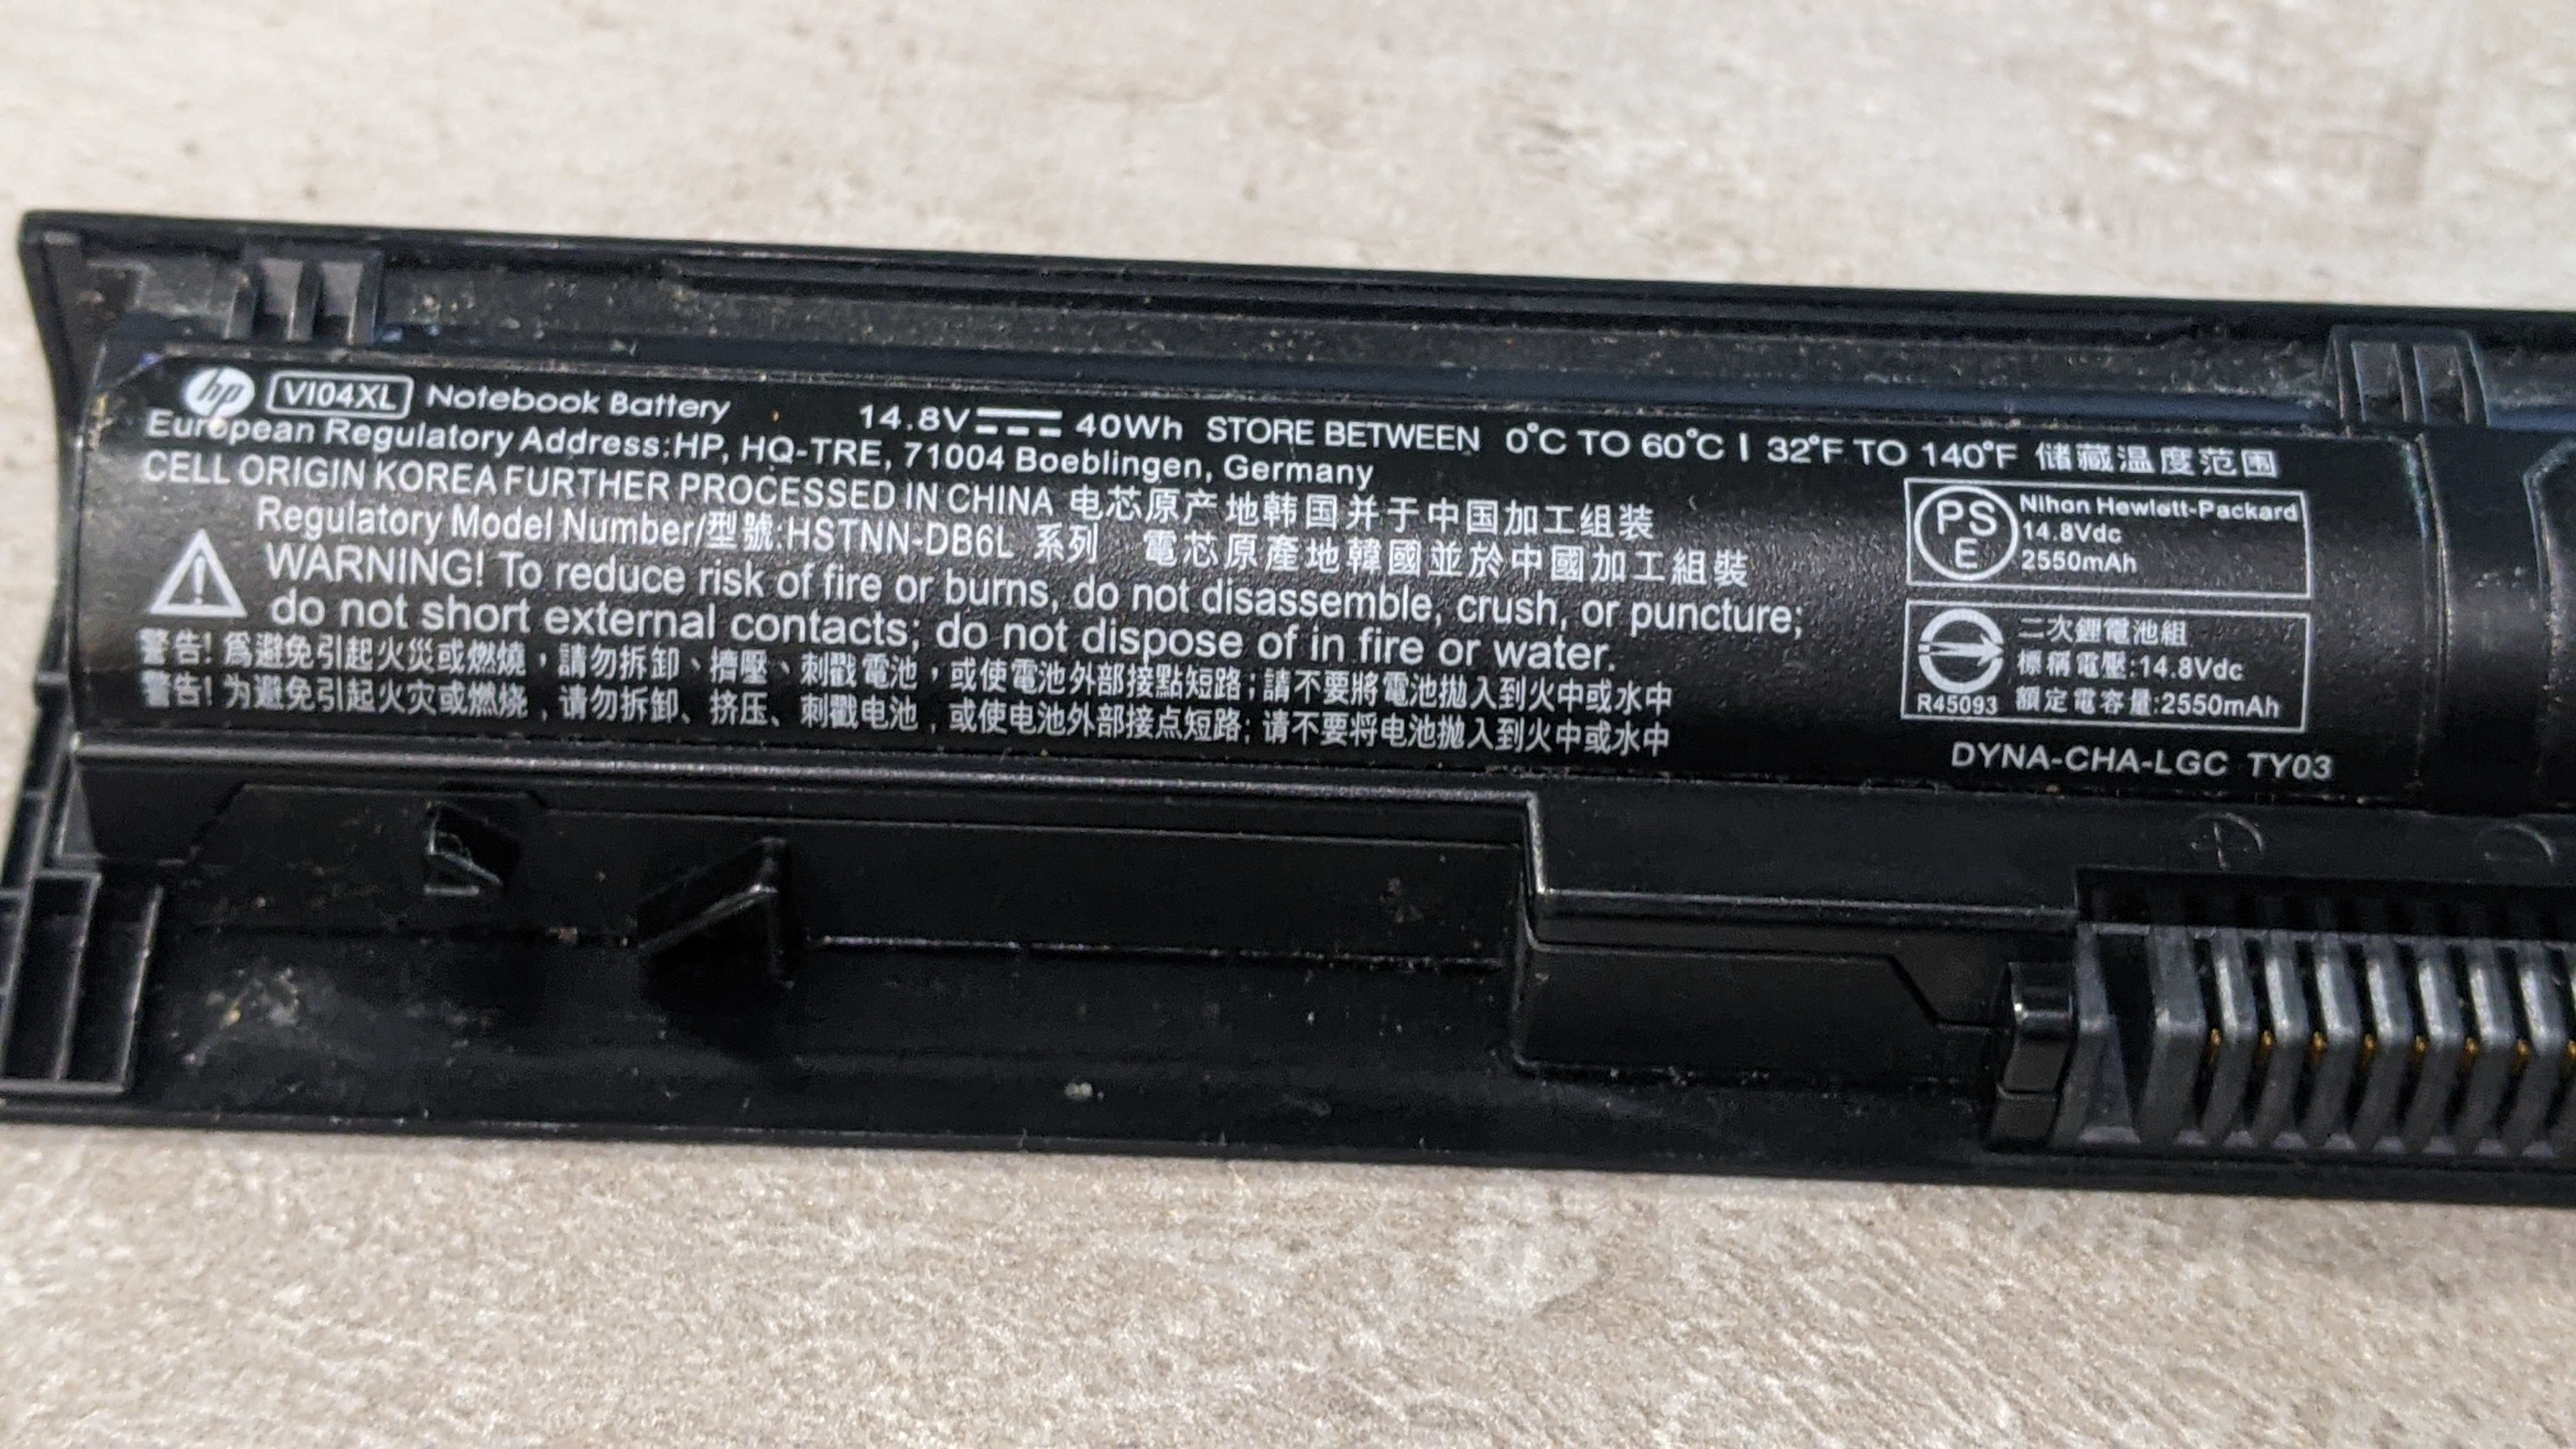 hp VI04XL Notebook Battery 14.8V 40Wh STORE BETWEEN 0°C TO 60°C | 32°F TO 140°F 储藏温度范围
European Regulatory Address:HP, HQ-TRE, 71004 Boeblingen, Germany
CELL ORIGIN KOREA FURTHER PROCESSED IN CHINA 电芯原产地韩国并于中国加工组装
Regulatory Model Number/型號:HSTNN-DB6L 系列 電芯原產地韓國並於中國加工組裝
WARNING! To reduce risk of fire or burns, do not disassemble, crush, or puncture;
do not short external contacts; do not dispose of in fire or water.
警告! 爲避免引起火災或燃燒，請勿拆卸、擠壓、刺戳電池，或使電池外部接點短路；請不要將電池拋入到火中或水中
警告! 为避免引起火灾或燃烧，请勿拆卸、挤压、刺戳电池，或使电池外部接点短路；请不要将电池抛入到火中或水中
PS
E
Nihon Hewlett-Packard
14.8Vdc
2550mAh
二次鋰電池組
標稱電壓:14.8Vdc
R45093 額定電容量:2550mAh
DYNA-CHA-LGC TY03
+ −